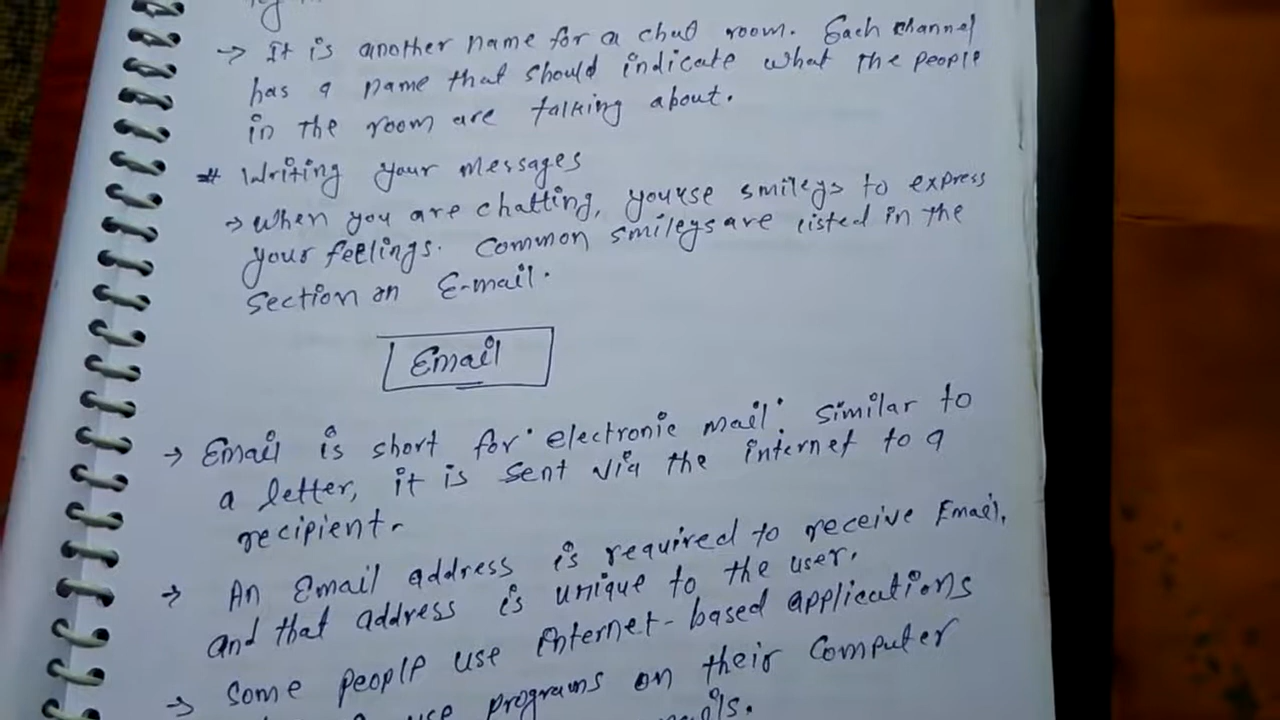 → It is another name for a chat room. Each channel
has a name that should indicate what the people
in the room are talking about.
# Writing your messages
→ When you are chatting, you use smileys to express
your feelings. Common smileys are listed in the
section on E-mail.
Email
→ Email is short for electronic mail. Similar to
a letter, it is sent via the internet to a
recipient.
→ An Email address is required to receive Email,
and that address is unique to the user.
→ Some people use internet-based applications
use programs on their computer